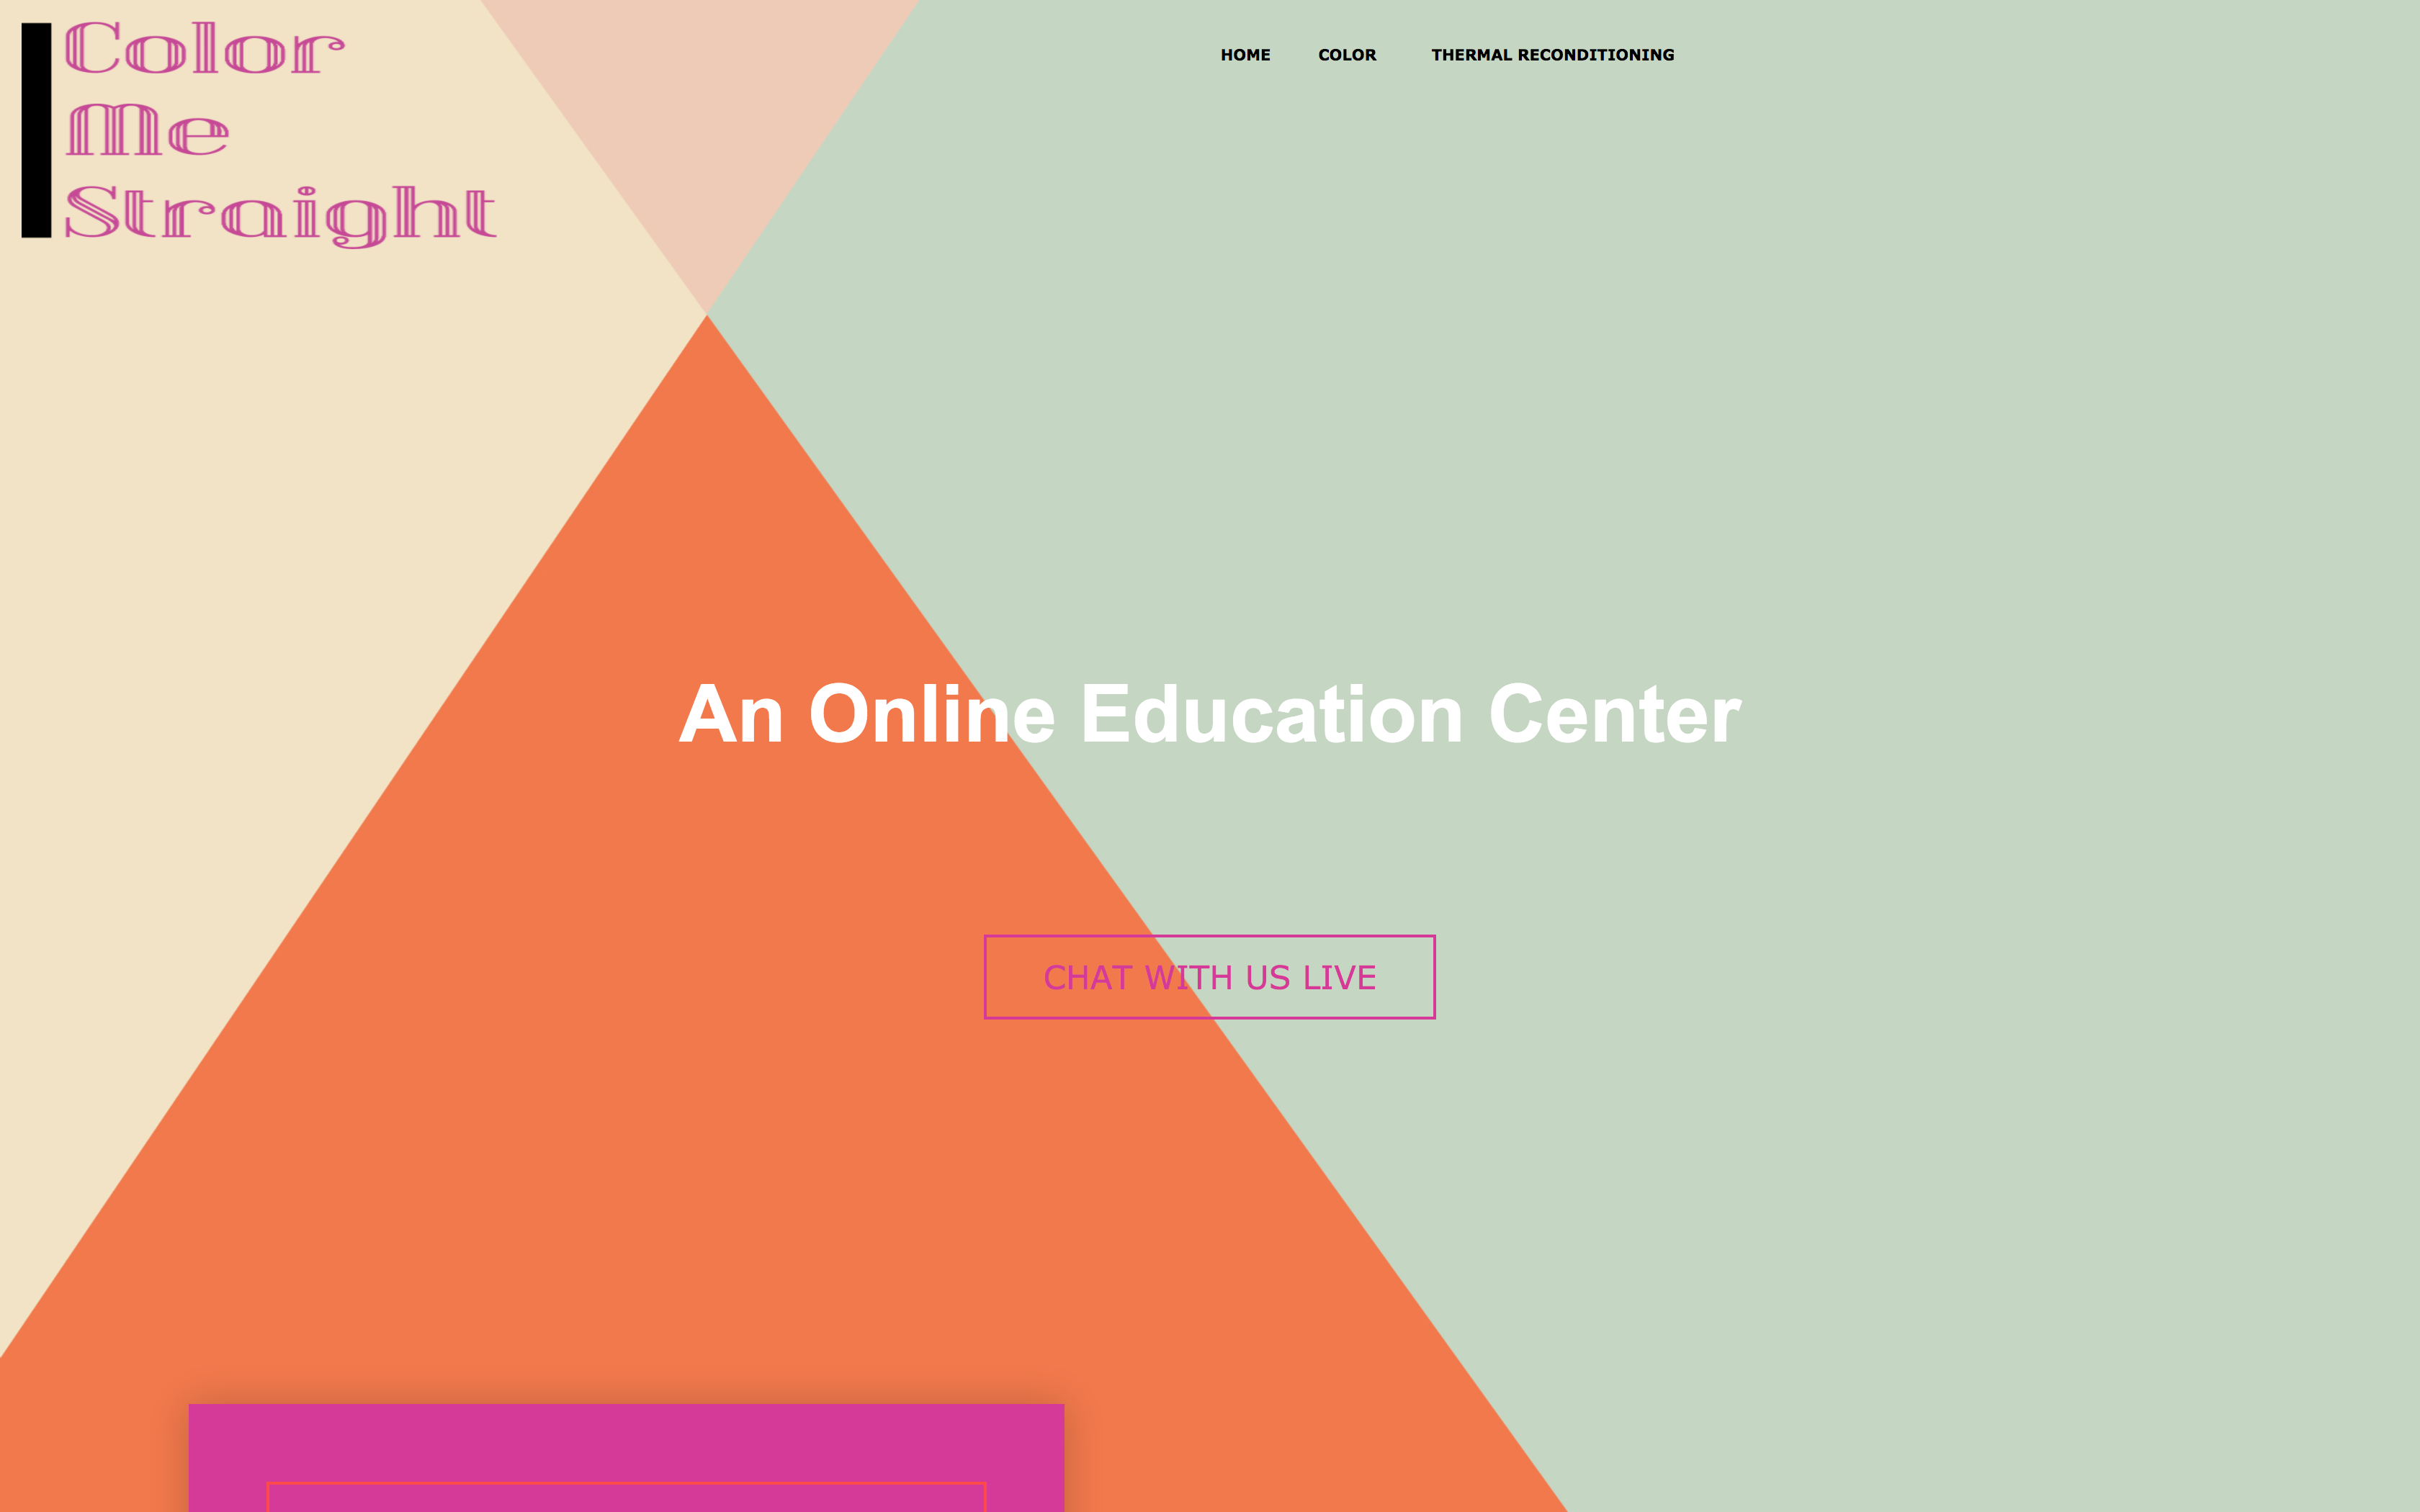 Color
Me
Straight
HOME COLOR THERMAL RECONDITIONING
An Online Education Center
CHAT WITH US LIVE